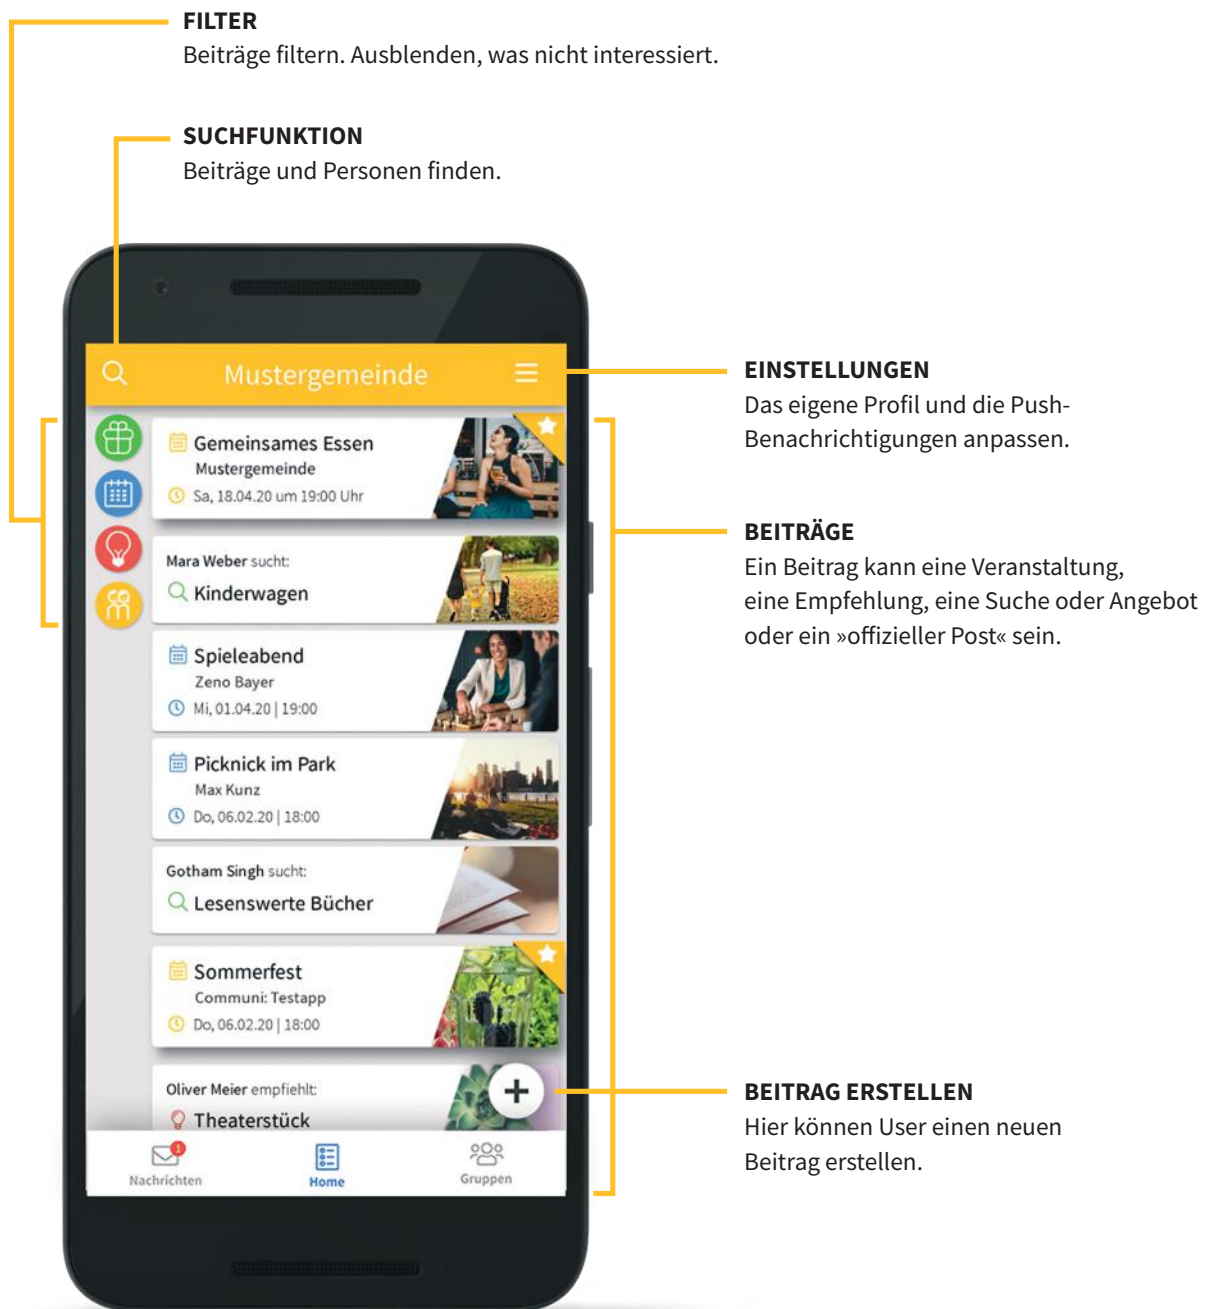 FILTER
Beiträge filtern. Ausblenden, was nicht interessiert.
SUCHFUNKTION
Beiträge und Personen finden.
Mustergemeinde
Gemeinsames Essen
Mustergemeinde
Sa, 18.04.20 um 19:00 Uhr
Mara Weber sucht:
Kinderwagen
Spieleabend
Zeno Bayer
Mi, 01.04.20 | 19:00
Picknick im Park
Max Kunz
Do, 06.02.20 | 18:00
Gotham Singh sucht:
Lesenswerte Bücher
Sommerfest
Communi: Testapp
Do, 06.02.20 | 18:00
Oliver Meier empfiehlt:
Theaterstück
+
1
Nachrichten
Home
Gruppen
EINSTELLUNGEN
Das eigene Profil und die Push-
Benachrichtigungen anpassen.
BEITRÄGE
Ein Beitrag kann eine Veranstaltung,
eine Empfehlung, eine Suche oder Angebot
oder ein »offizieller Post« sein.
BEITRAG ERSTELLEN
Hier können User einen neuen
Beitrag erstellen.